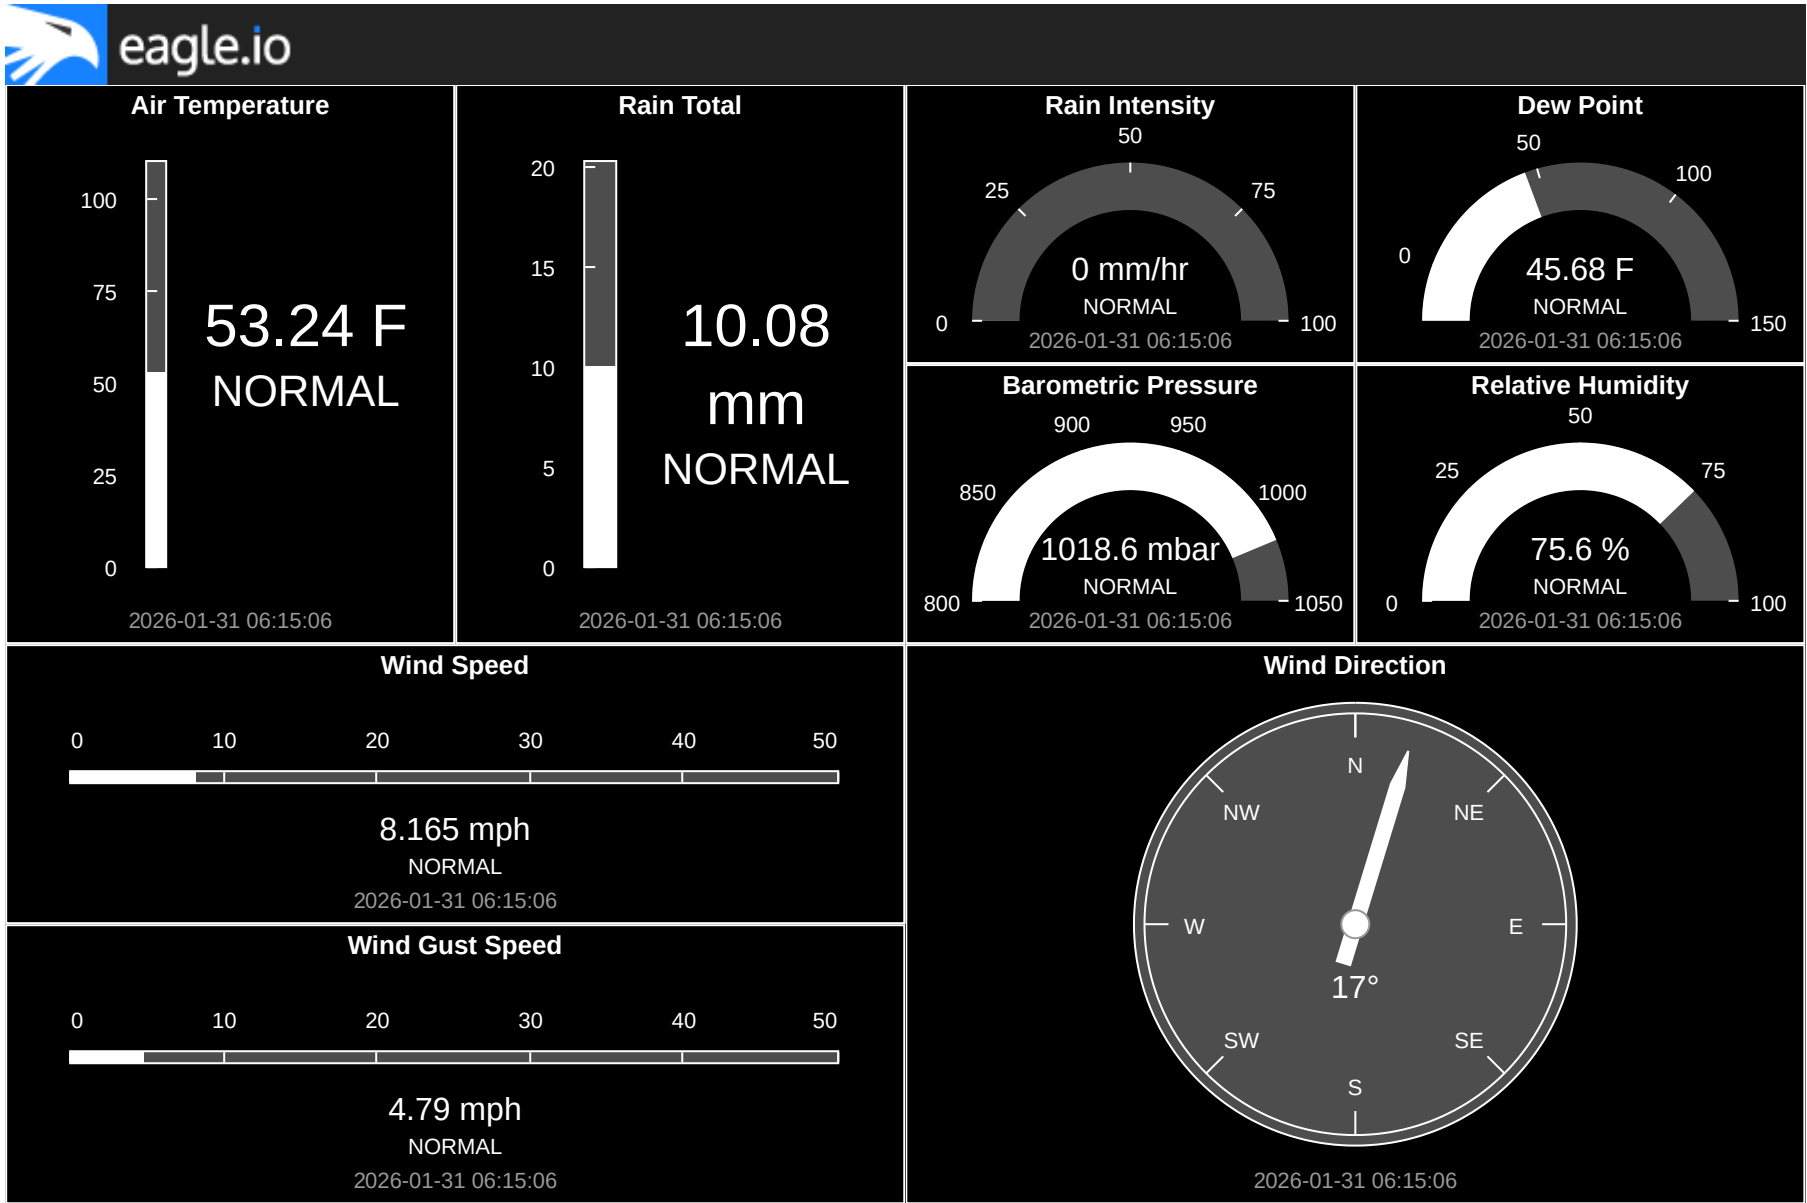 eagle.io
Air Temperature
100
75
50
25
0
53.24 F
NORMAL
2026-01-31 06:15:06
Rain Total
20
15
10
5
0
10.08
mm
NORMAL
2026-01-31 06:15:06
Rain Intensity
0
25
50
75
100
0 mm/hr
NORMAL
2026-01-31 06:15:06
Dew Point
0
50
100
150
45.68 F
NORMAL
2026-01-31 06:15:06
Barometric Pressure
800
850
900
950
1000
1050
1018.6 mbar
NORMAL
2026-01-31 06:15:06
Relative Humidity
0
25
50
75
100
75.6 %
NORMAL
2026-01-31 06:15:06
Wind Speed
0 10 20 30 40 50
8.165 mph
NORMAL
2026-01-31 06:15:06
Wind Gust Speed
0 10 20 30 40 50
4.79 mph
NORMAL
2026-01-31 06:15:06
Wind Direction
N
NW NE
W E
17°
SW SE
S
2026-01-31 06:15:06